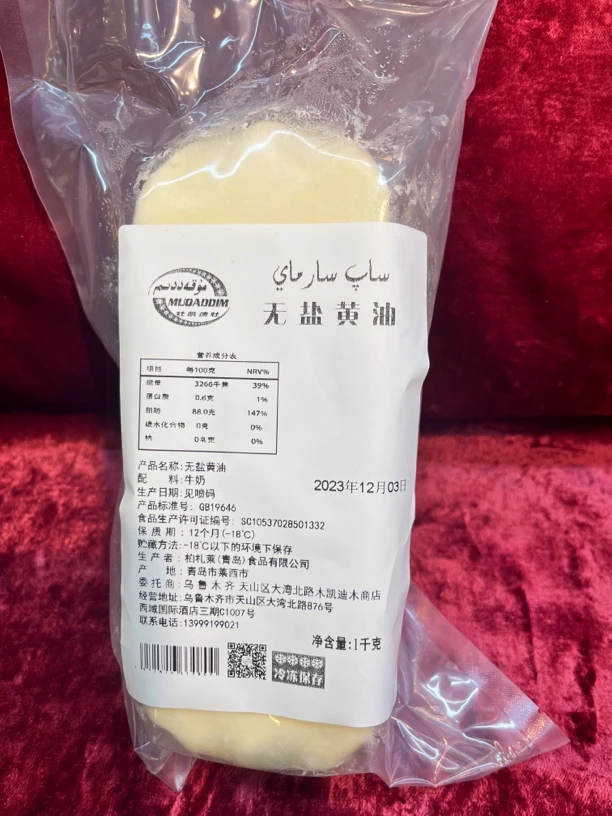 مۇقەددىم
MUQADDIM
ساپ سار ماي
无盐黄油
营养成分表
项目 每100克 NRV%
能量 3266千焦 39%
蛋白质 0.6克 1%
脂肪 88.0克 147%
碳水化合物 0克 0%
钠 0毫克 0%
产品名称:无盐黄油
配 料:牛奶
生产日期:见喷码
2023年12月03日
产品标准号: GB19646
食品生产许可证编号: SC10537028501332
保 质 期 : 12个月(-18℃)
贮藏方法:-18℃以下的环境下保存
生 产 者 : 柏札莱(青岛)食品有限公司
产 地 : 青岛市莱西市
委 托 商:乌 鲁 木 齐 天山区大湾北路木凯迪木商店
经营地址:乌鲁木齐市天山区大湾北路876号
西域国际酒店三期C1007号
联系电话:13999199021
净含量:1千克
冷冻保存